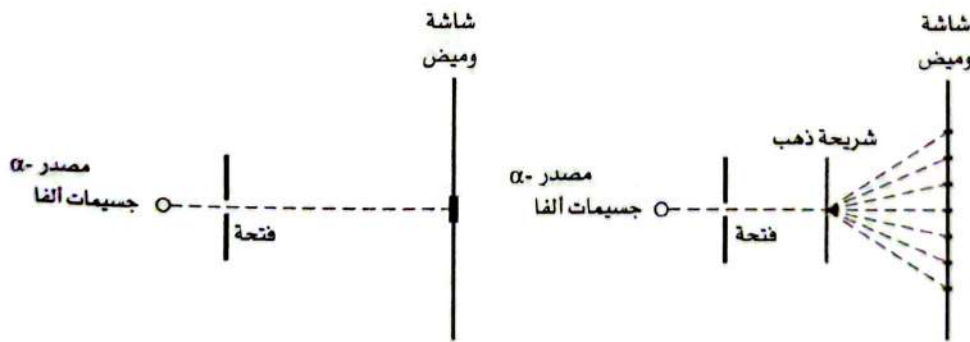 شاشة
وميض
شريحة ذهب
مصدر -α
جسيمات ألفا
فتحة
شاشة
وميض
مصدر -α
جسيمات ألفا
فتحة